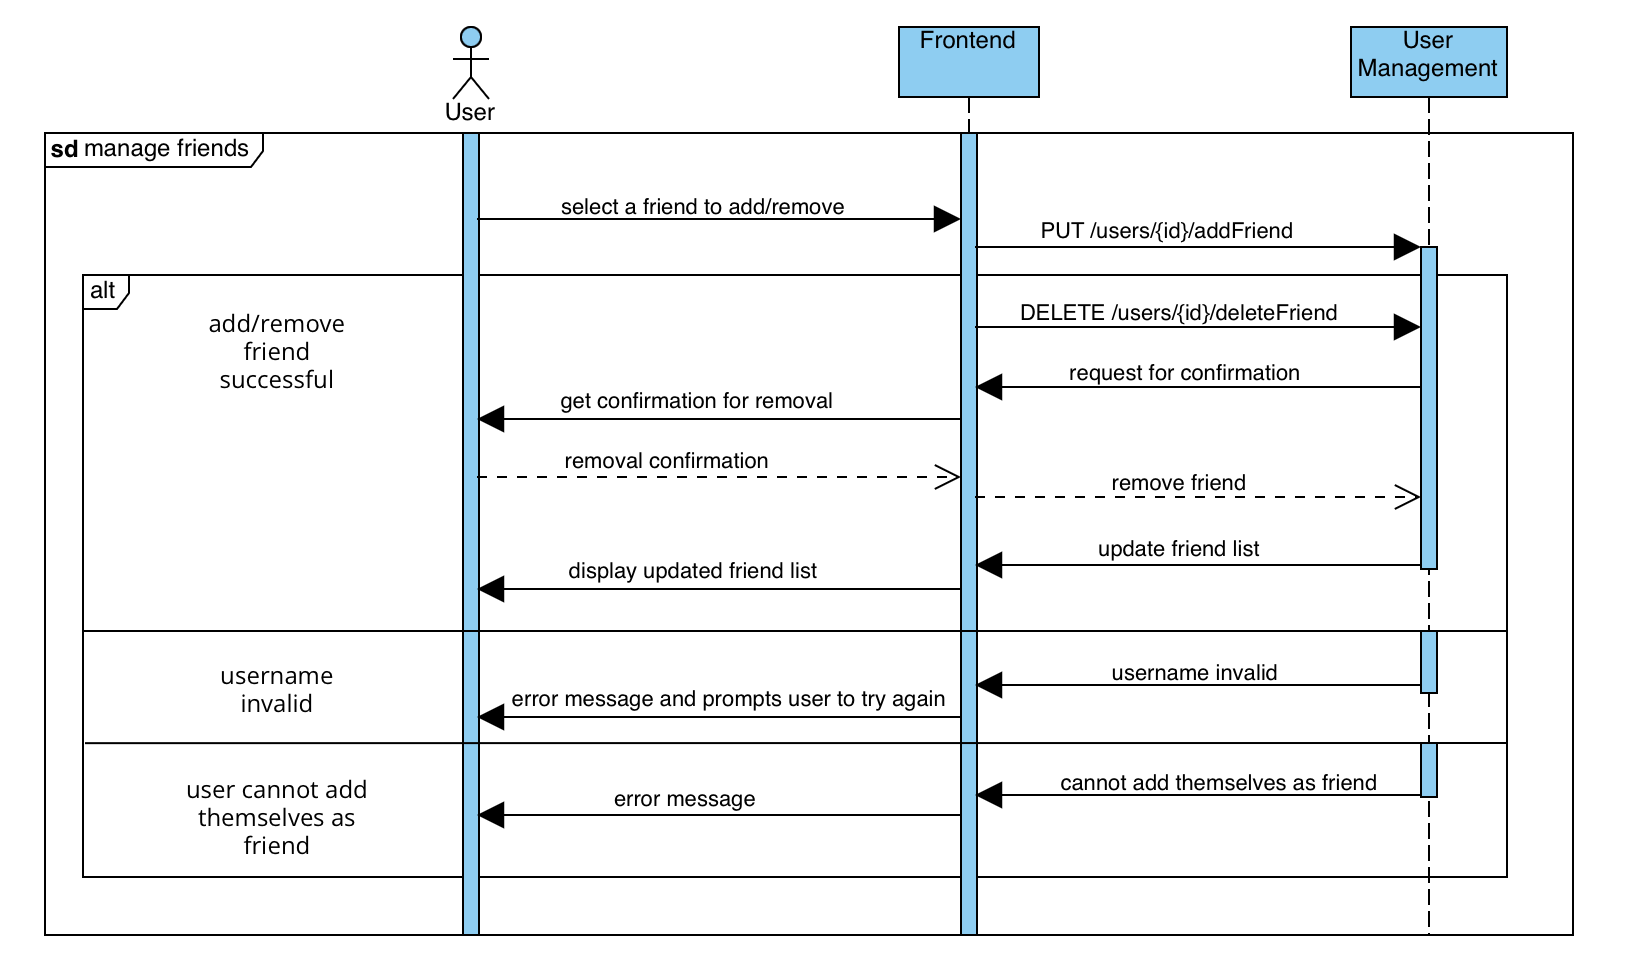 User
Frontend
User
Management
sd manage friends
select a friend to add/remove
PUT /users/{id}/addFriend
alt
add/remove
friend
successful
DELETE /users/{id}/deleteFriend
request for confirmation
get confirmation for removal
removal confirmation
remove friend
update friend list
display updated friend list
username
invalid
username invalid
error message and prompts user to try again
user cannot add
themselves as
friend
cannot add themselves as friend
error message